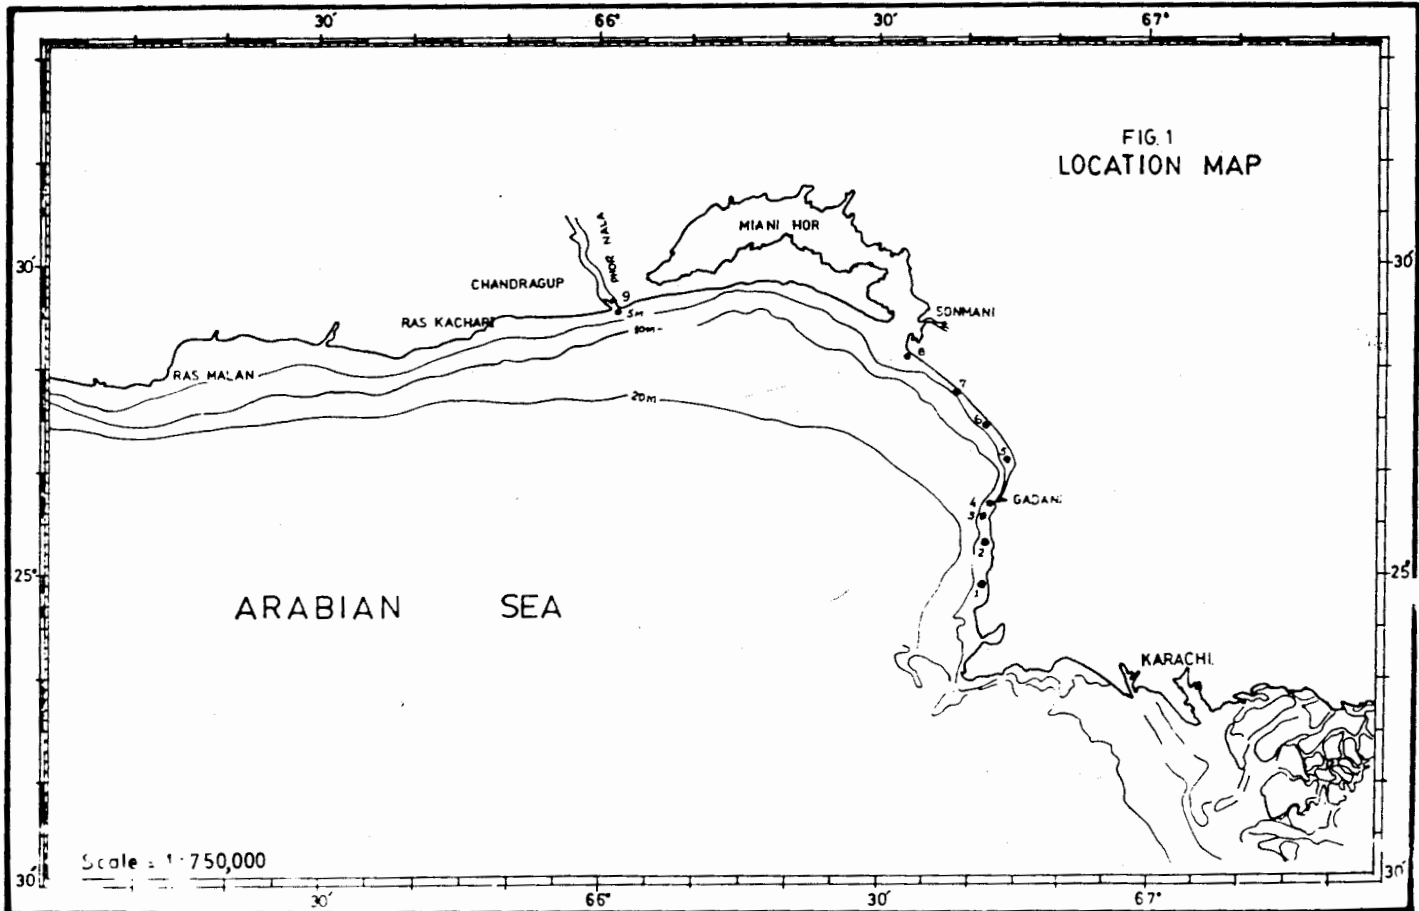 30′ 66° 30′ 67°
FIG. 1
LOCATION MAP
MIANI HOR
PHOR NALA
30′ 30′
CHANDRAGUP
9
5m
SONMANI
RAS KACHARI
10m
8
RAS MALAN
7
20m
6
5
4 GADANI
3
2
25° 25°
1
ARABIAN SEA
KARACHI.
Scale = 1:750,000
30′ 30′
30′ 66° 30′ 67°